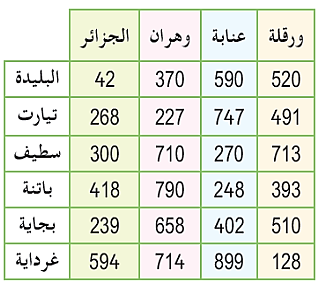 الجزائر وهران عنابة ورقلة
البليدة 42 370 590 520
تيارت 268 227 747 491
سطيف 300 710 270 713
باتنة 418 790 248 393
بجاية 239 658 402 510
غرداية 594 714 899 128